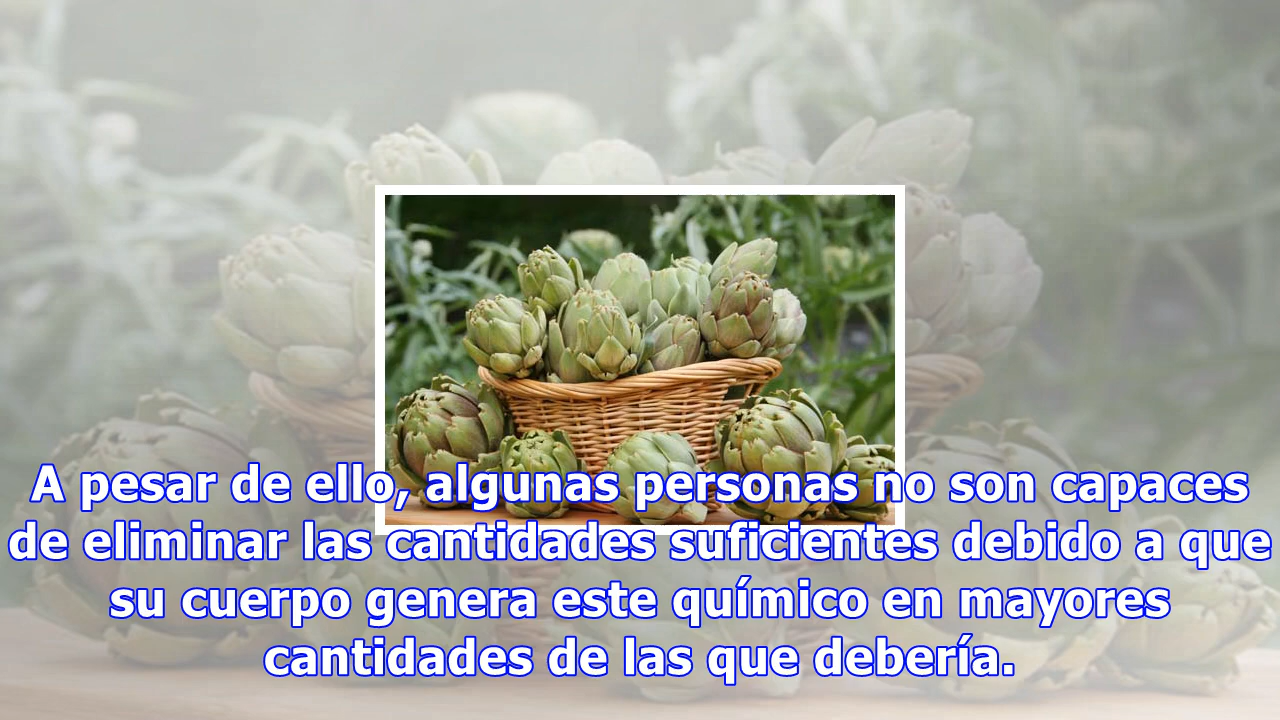 A pesar de ello, algunas personas no son capaces
de eliminar las cantidades suficientes debido a que
su cuerpo genera este químico en mayores
cantidades de las que debería.